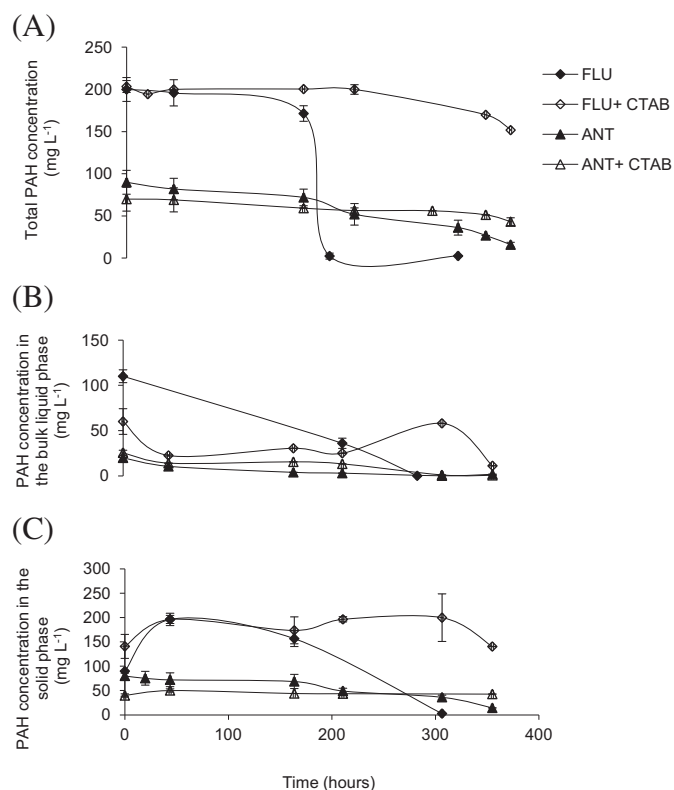 (A)
Total PAH concentration
(mg L-1)
250
200
150
100
50
0
FLU
FLU+ CTAB
ANT
ANT+ CTAB
(B)
PAH concentration in
the bulk liquid phase
(mg L-1)
150
100
50
0
(C)
PAH concentration in the
solid phase
(mg L-1)
300
250
200
150
100
50
0
0 100 200 300 400
Time (hours)